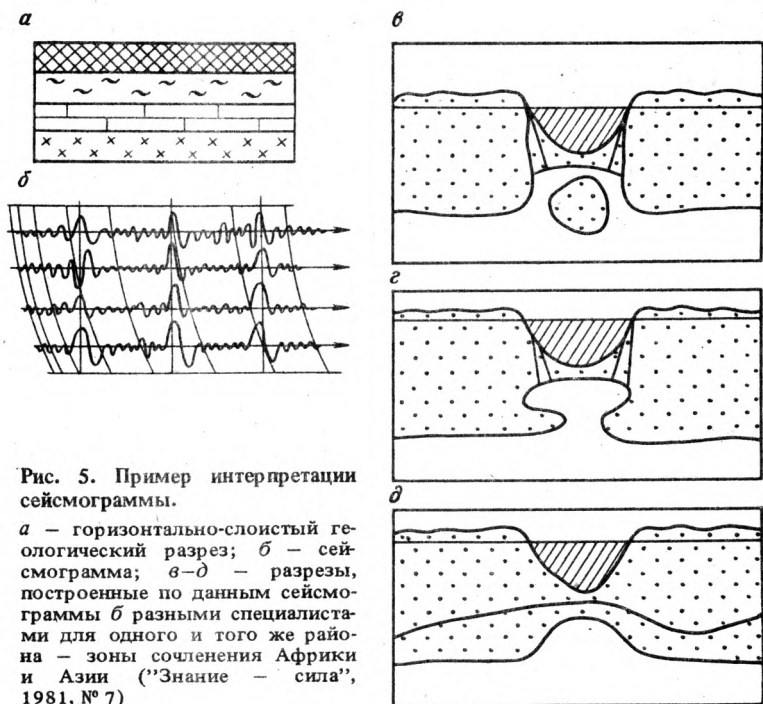 а
б
в
г
д
Рис. 5. Пример интерпретации
сейсмограммы.
а — горизонтально-слоистый ге-
ологический разрез; б — сей-
смограмма; в—д — разрезы,
построенные по данным сейсмо-
граммы б разными специалиста-
ми для одного и того же райо-
на — зоны сочленения Африки
и Азии ("Знание — сила",
1981, № 7)